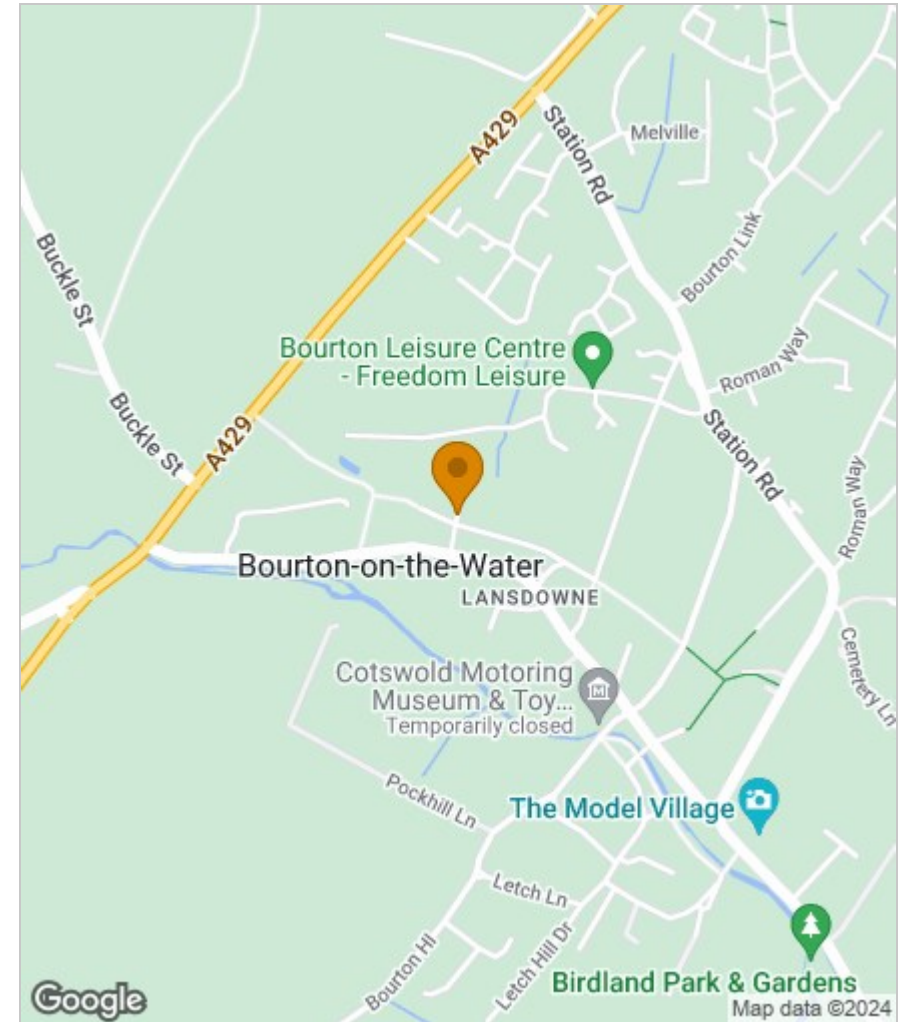 A429
Station Rd
Melville
Buckle St
Bourton Link
Bourton Leisure Centre
- Freedom Leisure
Roman Way
Buckle St
A429
Station Rd
Roman Way
Bourton-on-the-Water
LANSDOWNE
Cemetery Ln
Cotswold Motoring
Museum & Toy...
Temporarily closed
Pockhill Ln
The Model Village
Letch Ln
Bourton Hl
Letch Hill Dr
Birdland Park & Gardens
Google
Map data ©2024